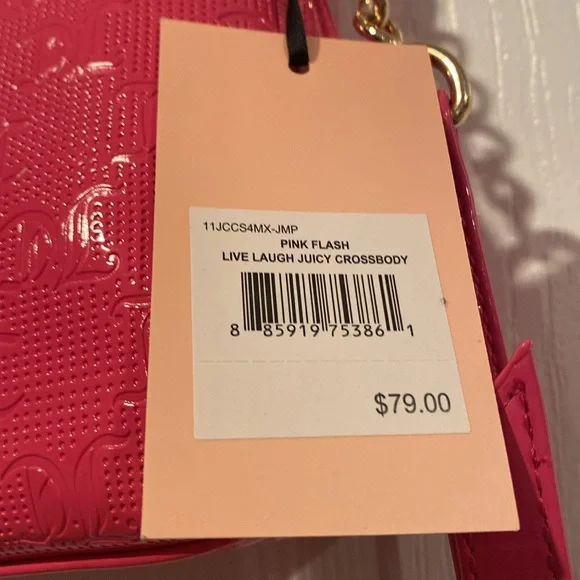 11JCCS4MX-JMP
PINK FLASH
LIVE LAUGH JUICY CROSSBODY
8 85919 75386 1
$79.00